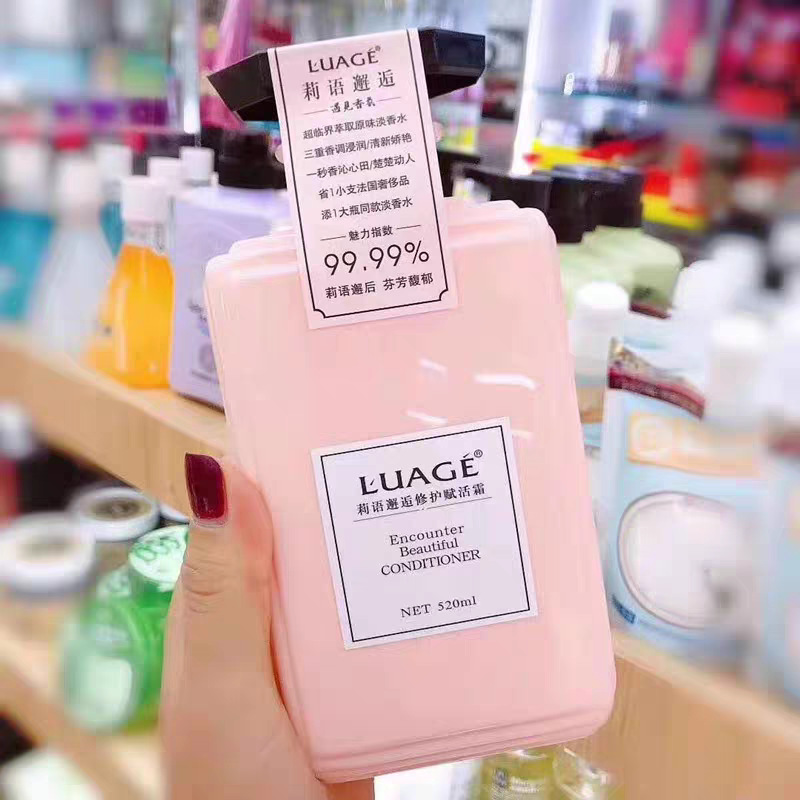 LUAGÉ®
莉语邂逅
遇见香氛
超临界萃取原味淡香水
三重香调浸润/清新娇艳
一秒香沁心田/楚楚动人
省1小支法国奢侈品
添1大瓶同款淡香水
魅力指数
99.99%
莉语邂后 芬芳馥郁
LUAGÉ®
莉语邂逅修护赋活霜
Encounter
Beautiful
CONDITIONER
NET 520ml